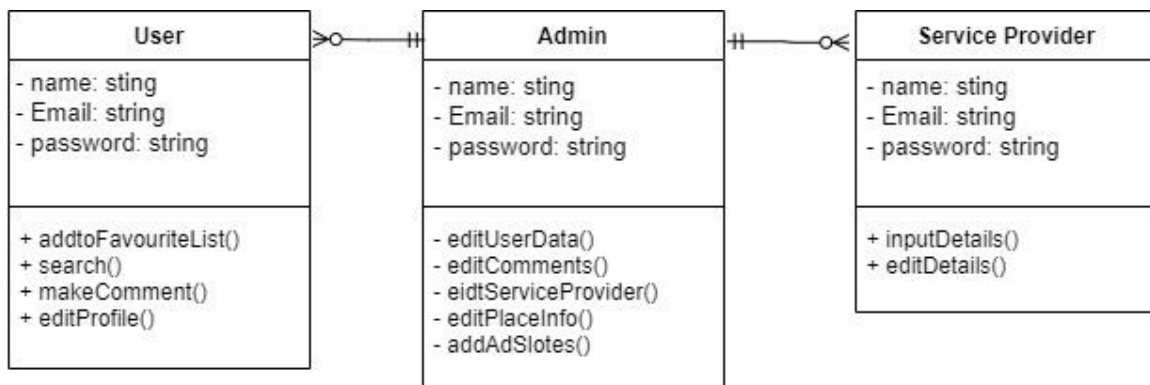 User
- name: sting
- Email: string
- password: string
+ addtoFavouriteList()
+ search()
+ makeComment()
+ editProfile()
Admin
- name: sting
- Email: string
- password: string
- editUserData()
- editComments()
- eidtServiceProvider()
- editPlaceInfo()
- addAdSlotes()
Service Provider
- name: sting
- Email: string
- password: string
+ inputDetails()
+ editDetails()